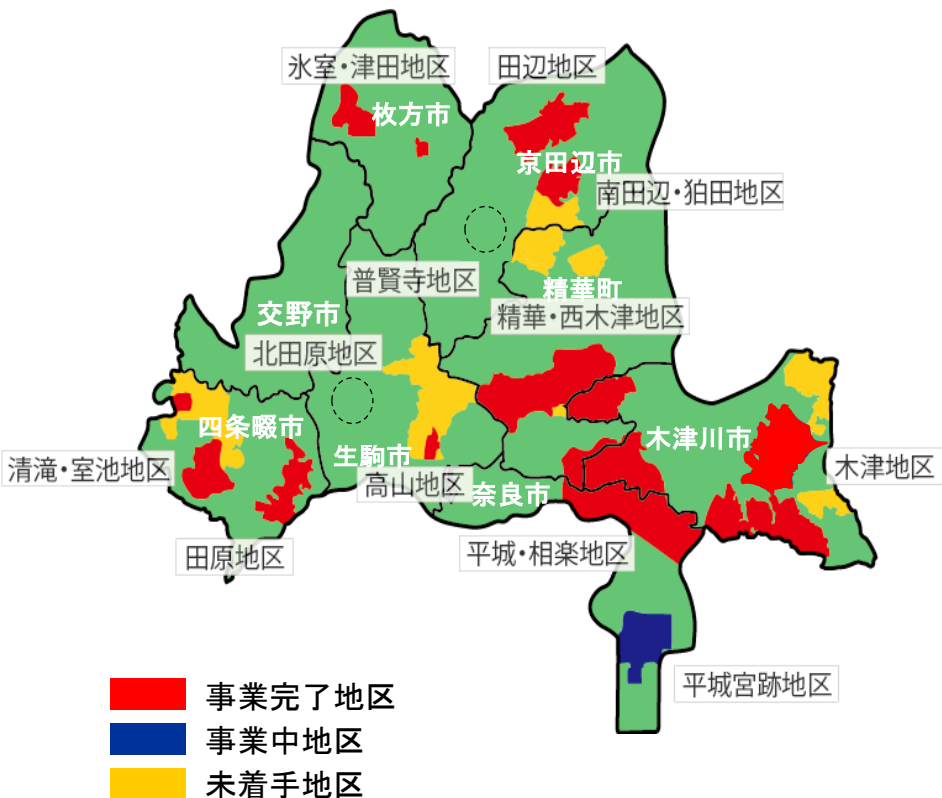 氷室・津田地区
田辺地区
枚方市
京田辺市
南田辺・狛田地区
普賢寺地区
精華町
交野市
精華・西木津地区
北田原地区
四条畷市
木津川市
生駒市
清滝・室池地区
木津地区
高山地区
奈良市
田原地区
平城・相楽地区
平城宮跡地区
事業完了地区
事業中地区
未着手地区